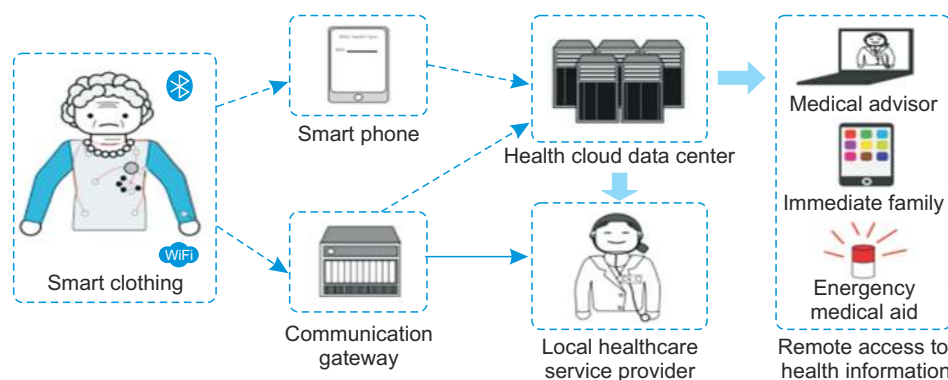 Smart clothing
WiFi
Smart phone
Communication
gateway
Health cloud data center
Local healthcare
service provider
Medical advisor
Immediate family
Energency
medical aid
Remote access to
health information